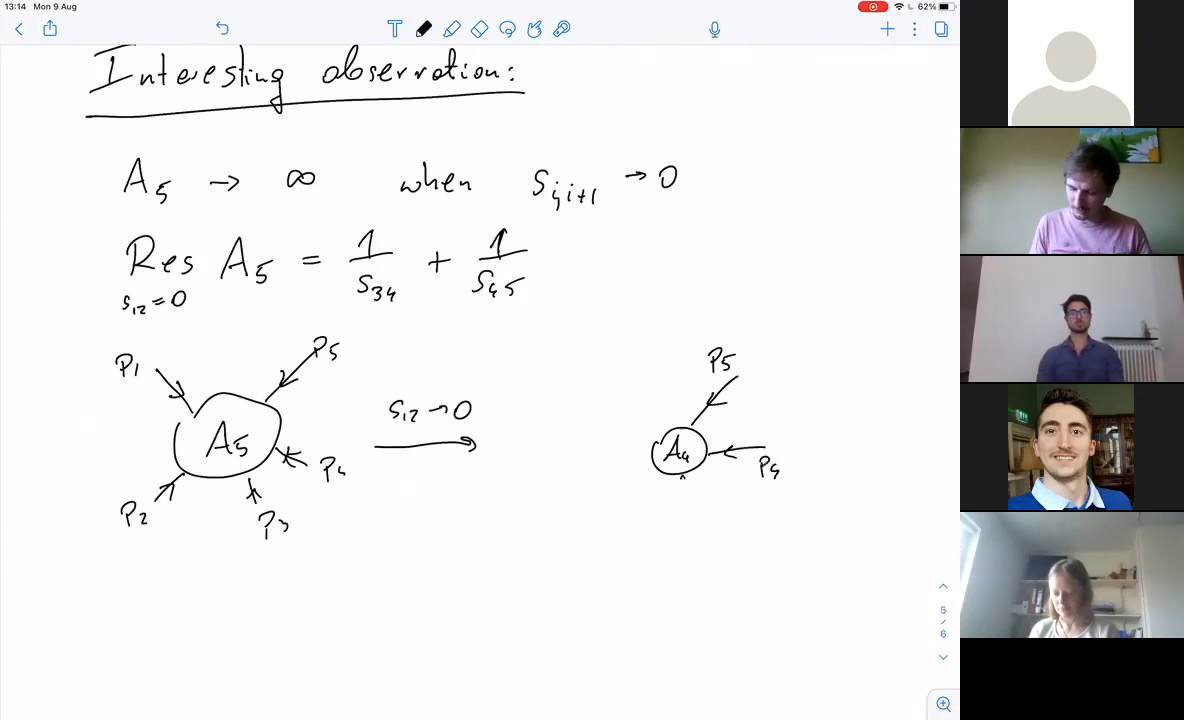 13:14 Mon 9 Aug
62%
Interesting observation:
A₅ → ∞ when Sᵢ,ᵢ₊₁ → 0
Res A₅ = 1/S₃₄ + 1/S₄₅
S₁₂=0
P₁ P₅
A₅
P₄
P₂ P₃
S₁₂→0
P₅
A₄
P₄
5
/
6